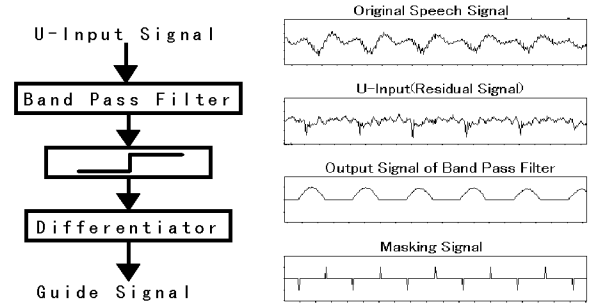 U-Input Signal
Band Pass Filter
Differentiator
Guide Signal
Original Speech Signal
U-Input(Residual Signal)
Output Signal of Band Pass Filter
Masking Signal